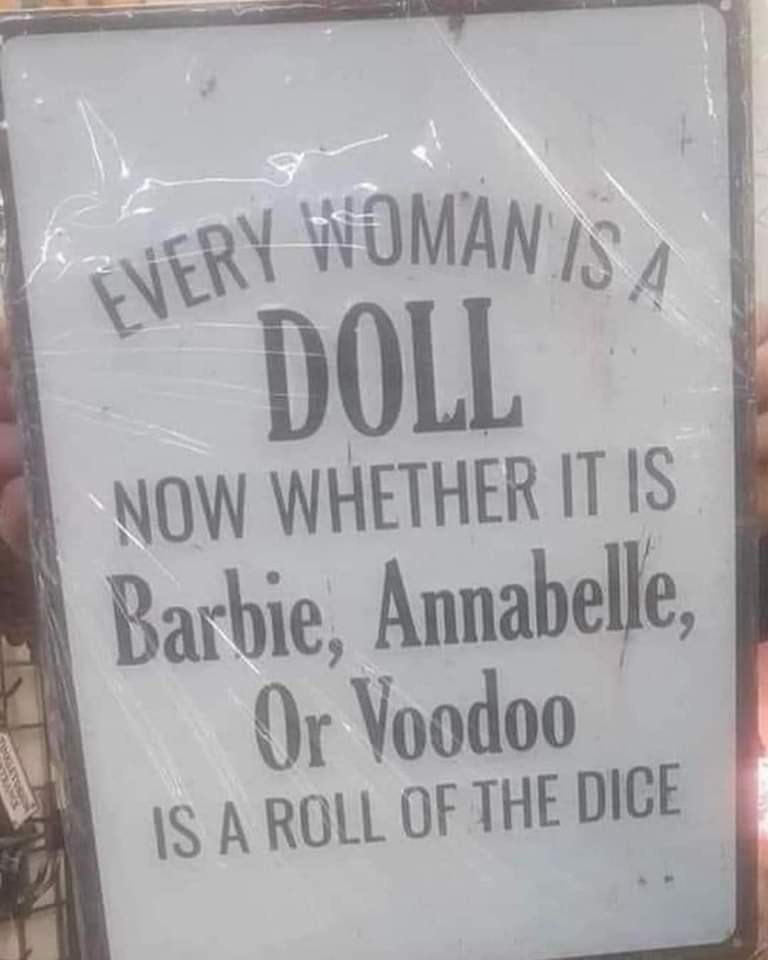 EVERY WOMAN IS A
DOLL
NOW WHETHER IT IS
Barbie, Annabelle,
Or Voodoo
IS A ROLL OF THE DICE